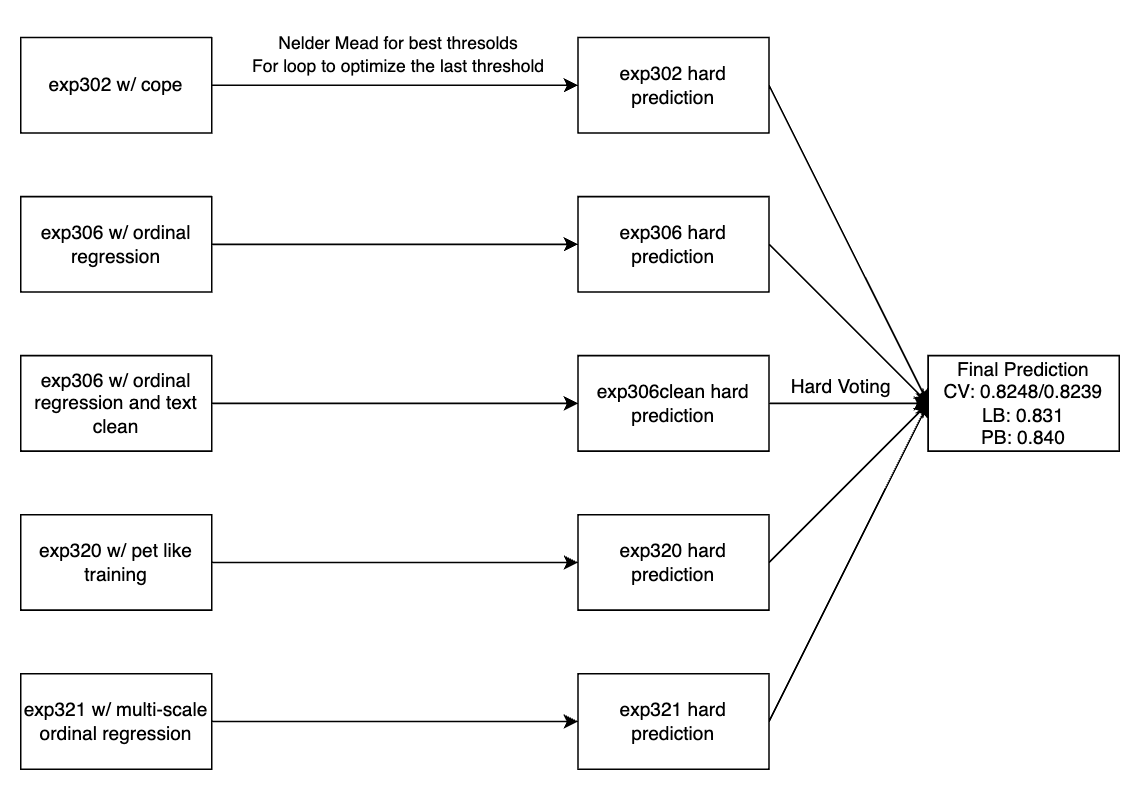 Nelder Mead for best thresolds
For loop to optimize the last threshold
exp302 w/ cope
exp302 hard
prediction
exp306 w/ ordinal
regression
exp306 hard
prediction
exp306 w/ ordinal
regression and text
clean
exp306clean hard
prediction
Hard Voting
Final Prediction
CV: 0.8248/0.8239
LB: 0.831
PB: 0.840
exp320 w/ pet like
training
exp320 hard
prediction
exp321 w/ multi-scale
ordinal regression
exp321 hard
prediction